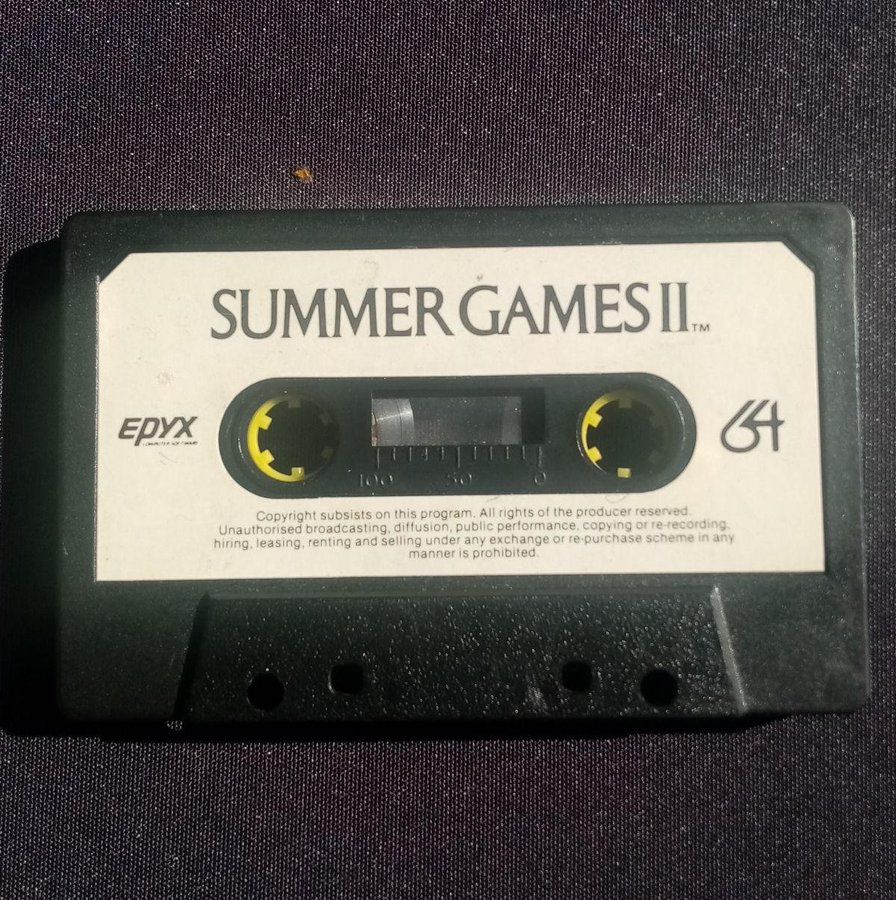 SUMMER GAMES II™
EPYX
COMPUTER SOFTWARE
64
100 50 0
Copyright subsists on this program. All rights of the producer reserved.
Unauthorised broadcasting, diffusion, public performance, copying or re-recording,
hiring, leasing, renting and selling under any exchange or re-purchase scheme in any
manner is prohibited.